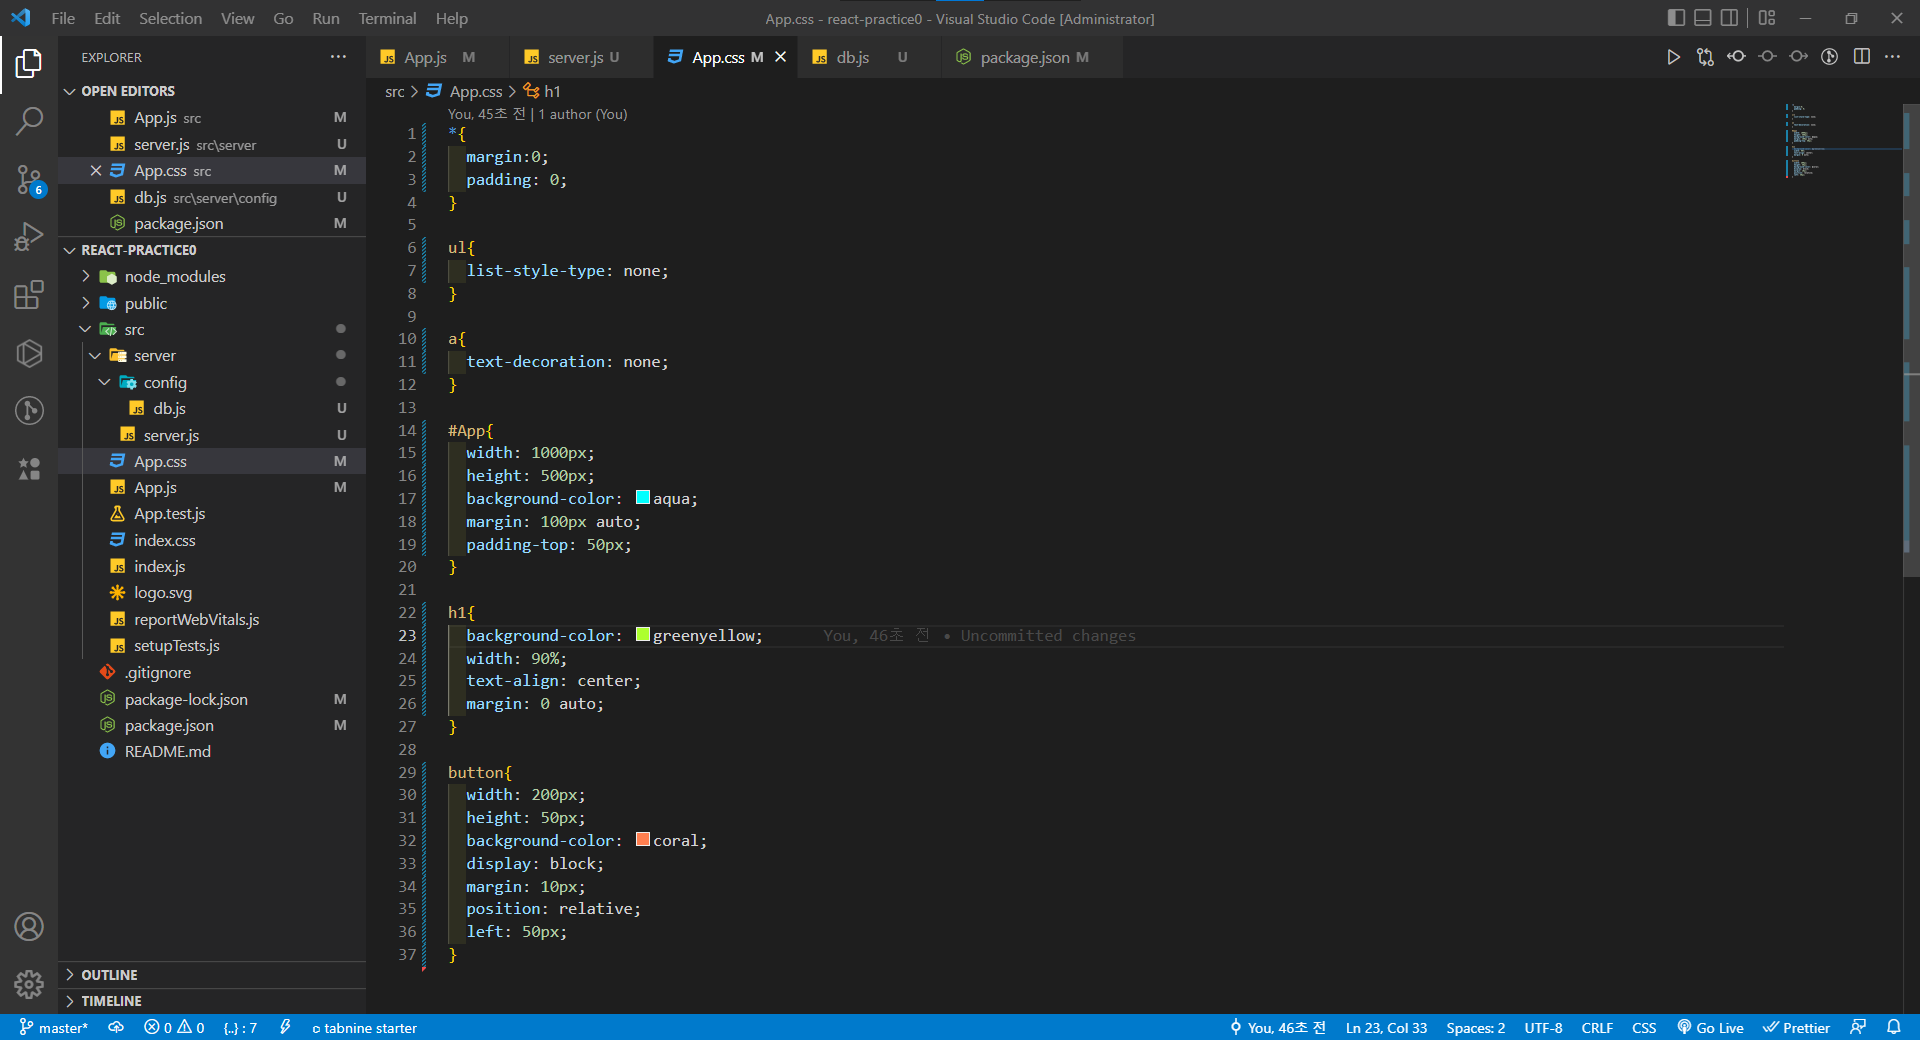 File Edit Selection View Go Run Terminal Help
App.css - react-practice0 - Visual Studio Code [Administrator]
EXPLORER
App.js M
server.js U
App.css M
db.js U
package.json M
OPEN EDITORS
App.js src M
server.js src\server U
App.css src M
db.js src\server\config U
package.json M
REACT-PRACTICE0
node_modules
public
src
server
config
db.js U
server.js U
App.css M
App.js M
App.test.js
index.css
index.js
logo.svg
reportWebVitals.js
setupTests.js
.gitignore
package-lock.json M
package.json M
README.md
OUTLINE
TIMELINE
6
src > App.css > h1
You, 45초 전 | 1 author (You)
1 *{
2 margin:0;
3 padding: 0;
4 }
5
6 ul{
7 list-style-type: none;
8 }
9
10 a{
11 text-decoration: none;
12 }
13
14 #App{
15 width: 1000px;
16 height: 500px;
17 background-color: aqua;
18 margin: 100px auto;
19 padding-top: 50px;
20 }
21
22 h1{
23 background-color: greenyellow; You, 46초 전 • Uncommitted changes
24 width: 90%;
25 text-align: center;
26 margin: 0 auto;
27 }
28
29 button{
30 width: 200px;
31 height: 50px;
32 background-color: coral;
33 display: block;
34 margin: 10px;
35 position: relative;
36 left: 50px;
37 }
master* 0 0 {..} : 7 tabnine starter
You, 46초 전 Ln 23, Col 33 Spaces: 2 UTF-8 CRLF CSS Go Live Prettier